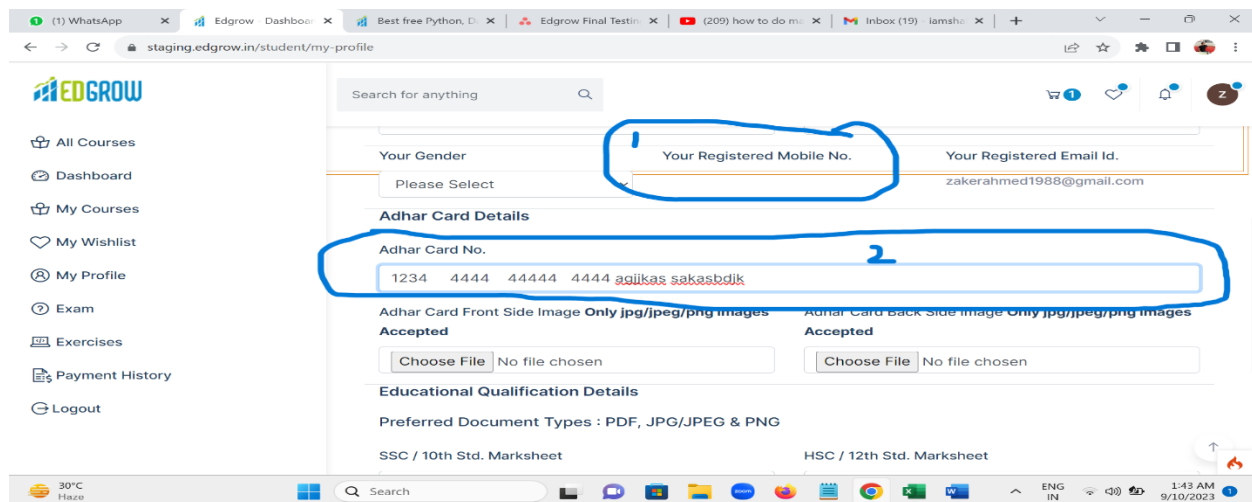 (1) WhatsApp
Edgrow - Dashboar
Best free Python, D
Edgrow Final Testin
(209) how to do ma
Inbox (19) - iamsha
staging.edgrow.in/student/my-profile
EDGROW
Search for anything
1
Z
All Courses
Dashboard
My Courses
My Wishlist
My Profile
Exam
Exercises
Payment History
Logout
1
Your Gender
Your Registered Mobile No.
Your Registered Email Id.
Please Select
zakerahmed1988@gmail.com
Adhar Card Details
Adhar Card No.
2
1234 4444 44444 4444 agjjkas sakasbdjk
Adhar Card Front Side Image Only jpg/jpeg/png images
Accepted
Adhar Card Back Side Image Only jpg/jpeg/png images
Accepted
Choose File No file chosen
Choose File No file chosen
Educational Qualification Details
Preferred Document Types : PDF, JPG/JPEG & PNG
SSC / 10th Std. Marksheet
HSC / 12th Std. Marksheet
30°C
Haze
Search
zoom
ENG
IN
1:43 AM
9/10/2023
1